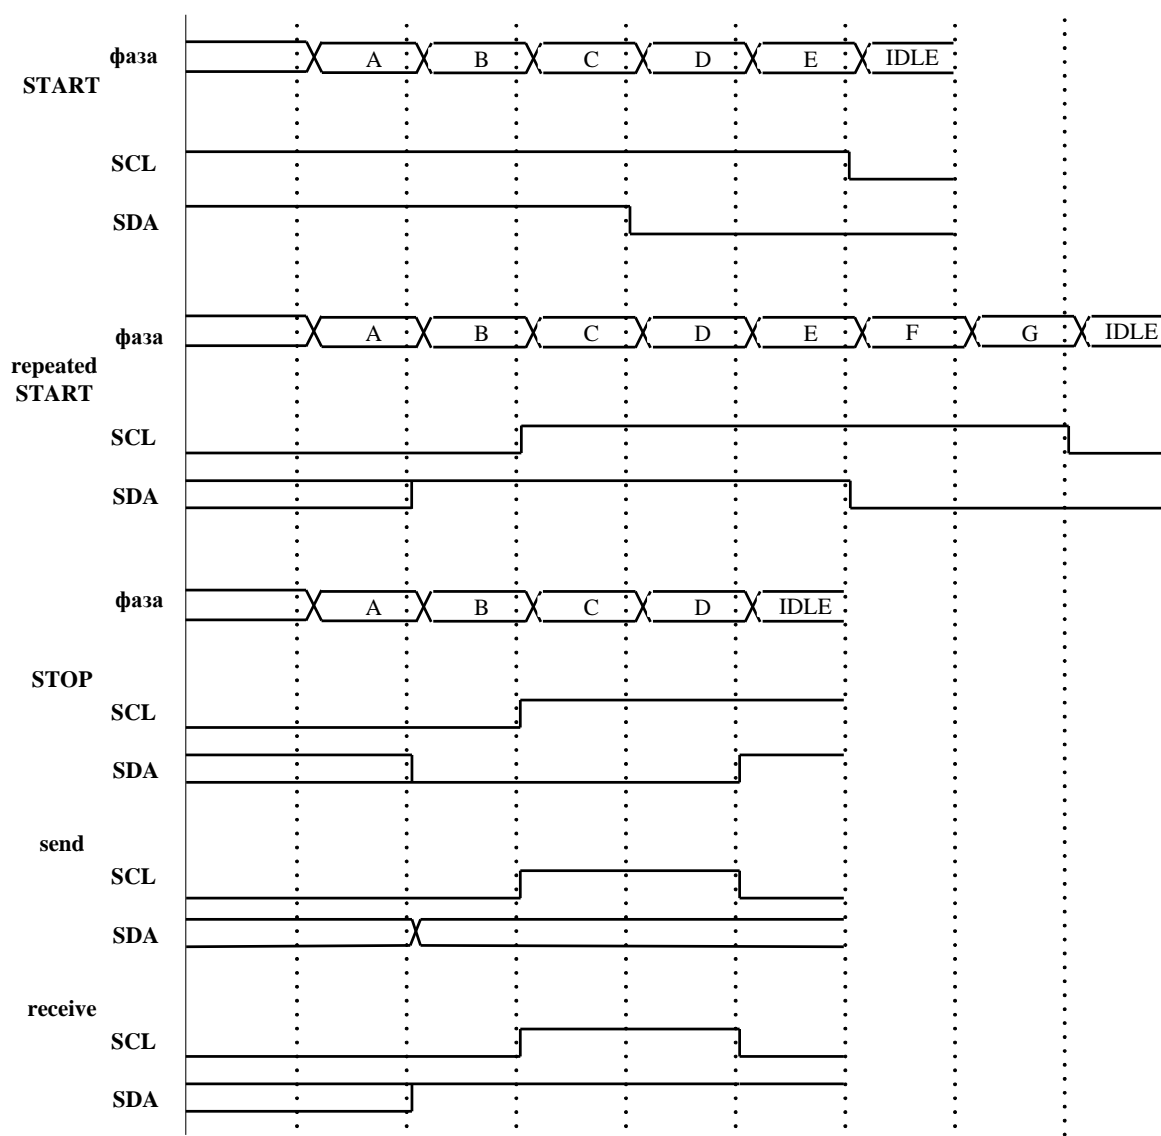 фаза A B C D E IDLE
START
SCL
SDA
фаза A B C D E F G IDLE
repeated
START
SCL
SDA
фаза A B C D IDLE
STOP
SCL
SDA
send
SCL
SDA
receive
SCL
SDA